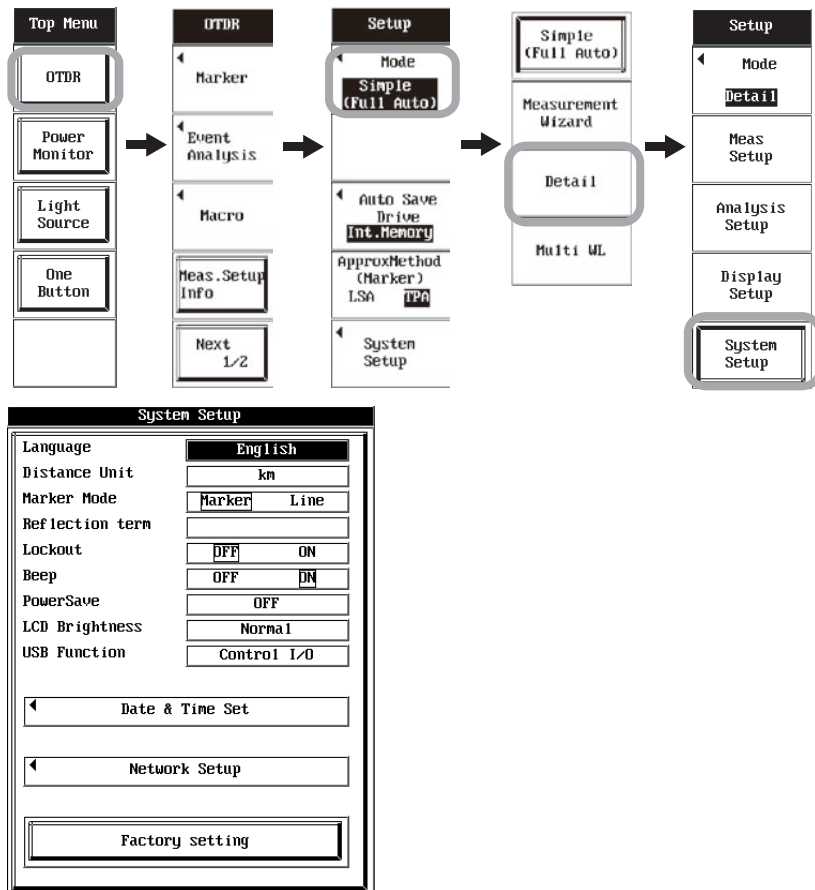 Top Menu
OTDR
Power
Monitor
Light
Source
One
Button
OTDR
Marker
Event
Analysis
Macro
Meas.Setup
Info
Next
1/2
Setup
Mode
Simple
(Full Auto)
Auto Save
Drive
Int.Memory
ApproxMethod
(Marker)
LSA TPA
System
Setup
Simple
(Full Auto)
Measurement
Wizard
Detail
Multi WL
Setup
Mode
Detail
Meas
Setup
Analysis
Setup
Display
Setup
System
Setup
System Setup
Language English
Distance Unit km
Marker Mode Marker Line
Reflection term
Lockout OFF ON
Beep OFF ON
PowerSave OFF
LCD Brightness Normal
USB Function Control I/O
Date & Time Set
Network Setup
Factory setting